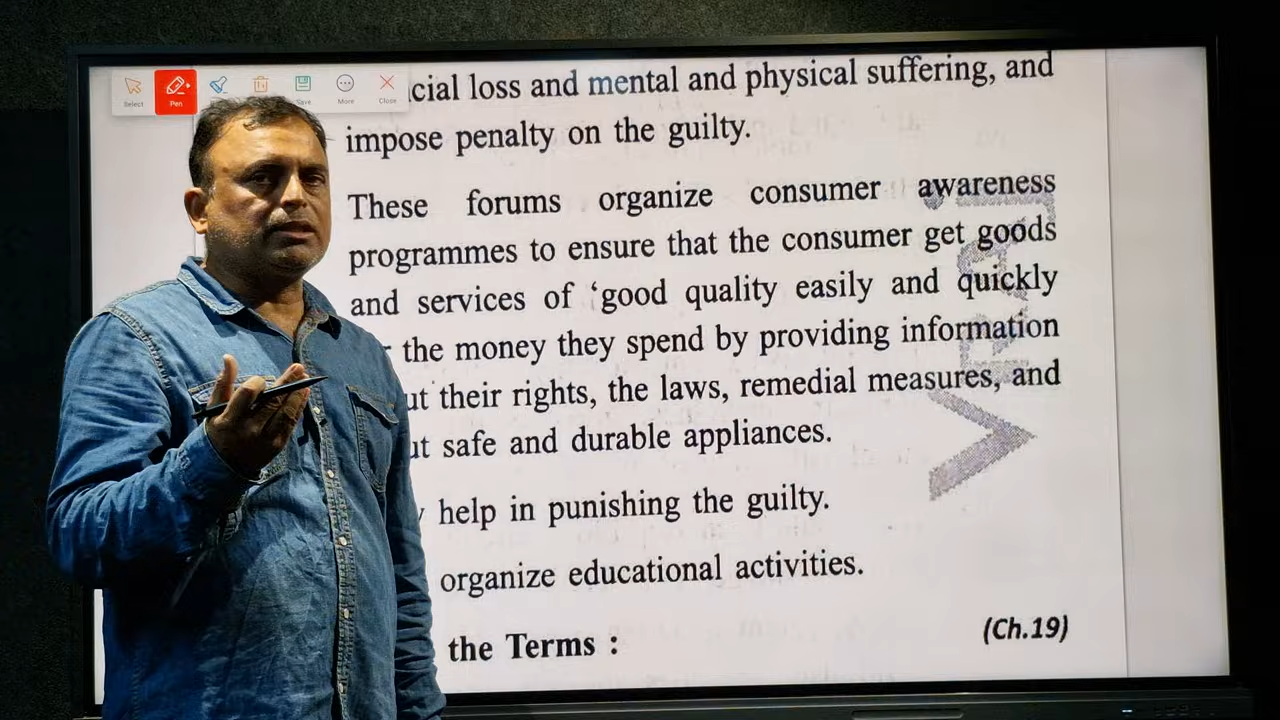 Select Pen Save More Close
cial loss and mental and physical suffering, and
impose penalty on the guilty.
These forums organize consumer awareness
programmes to ensure that the consumer get goods
and services of ‘good quality easily and quickly
the money they spend by providing information
ut their rights, the laws, remedial measures, and
ut safe and durable appliances.
help in punishing the guilty.
organize educational activities.
the Terms : (Ch.19)